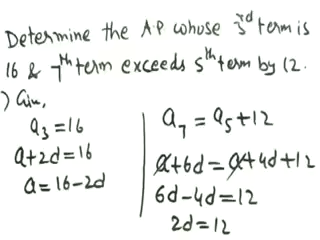 Determine the A.P whose 3rd term is
16 & 7th term exceeds 5th term by 12.
) Given,
a₃ = 16
a+2d = 16
a = 16-2d
a₇ = a₅+12
a+6d = a+4d+12
6d-4d = 12
2d = 12